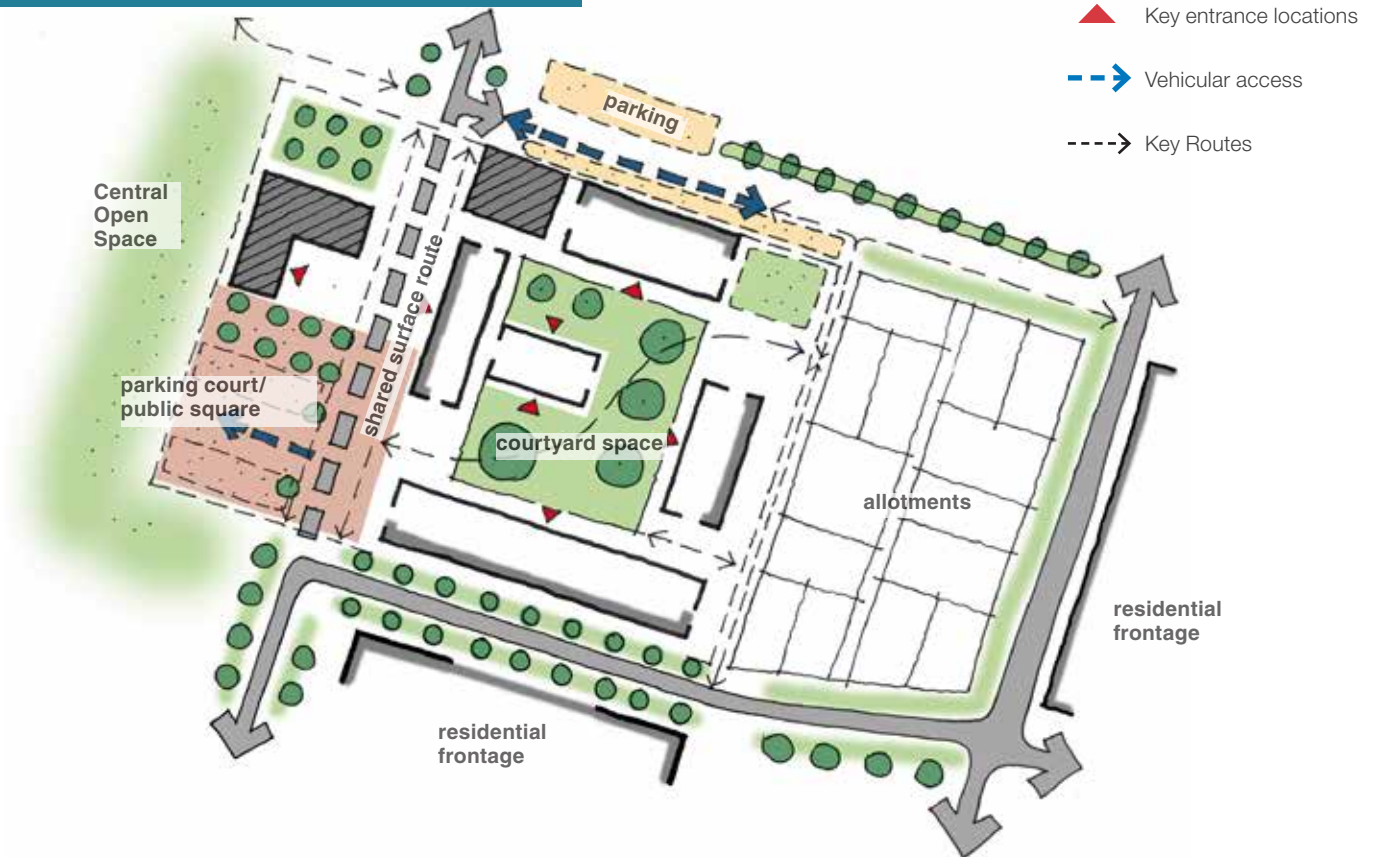 Key entrance locations
Vehicular access
Key Routes
parking
Central
Open
Space
shared surface route
parking court/
public square
courtyard space
allotments
residential
frontage
residential
frontage